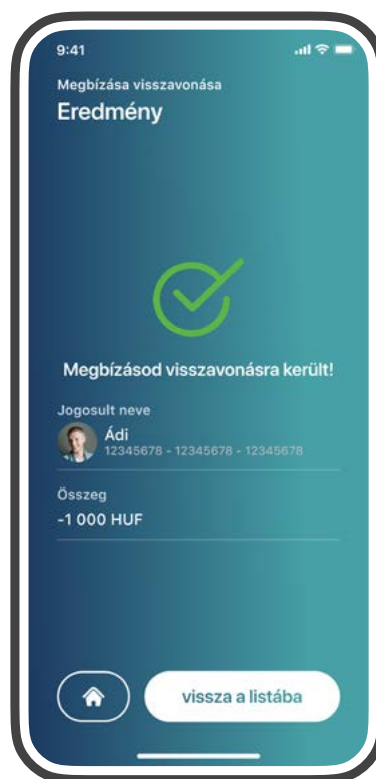 9:41
Megbízása visszavonása
Eredmény
Megbízásod visszavonásra került!
Jogosult neve
Ádi
12345678 - 12345678 - 12345678
Összeg
-1 000 HUF
vissza a listába